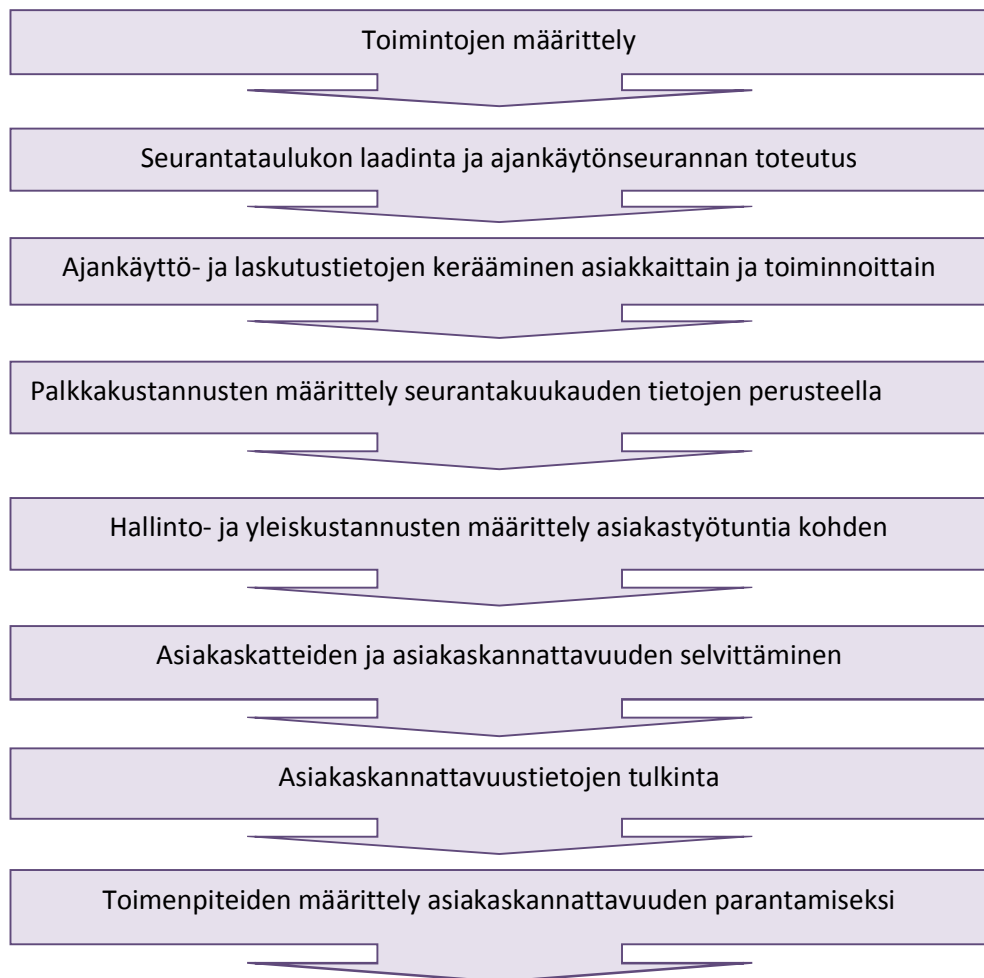 Toimintojen määrittely
Seurantataulukon laadinta ja ajankäytönseurannan toteutus
Ajankäyttö- ja laskutustietojen kerääminen asiakkaittain ja toiminnoittain
Palkkakustannusten määrittely seurantakuukauden tietojen perusteella
Hallinto- ja yleiskustannusten määrittely asiakastyötuntia kohden
Asiakaskatteiden ja asiakaskannattavuuden selvittäminen
Asiakaskannattavuustietojen tulkinta
Toimenpiteiden määrittely asiakaskannattavuuden parantamiseksi